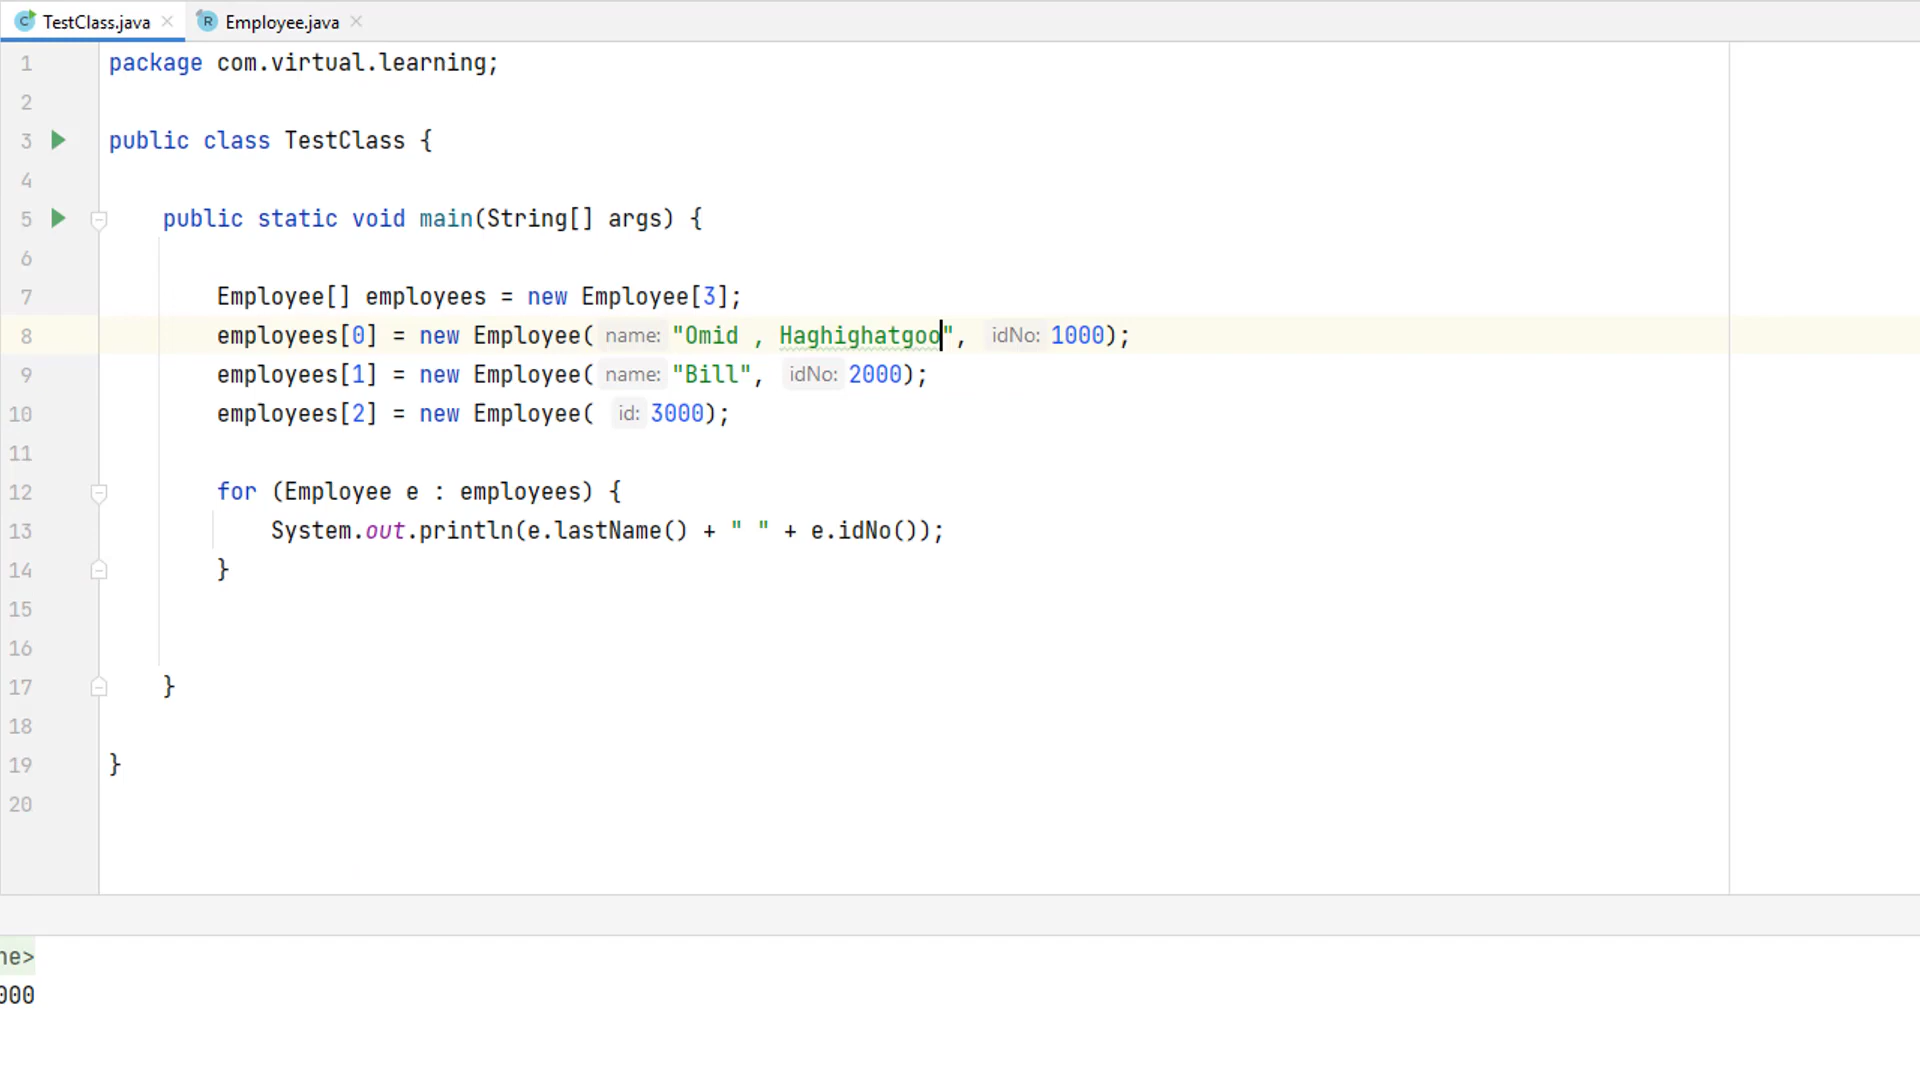 TestClass.java Employee.java
1 package com.virtual.learning;
2
3 public class TestClass {
4
5 public static void main(String[] args) {
6
7 Employee[] employees = new Employee[3];
8 employees[0] = new Employee( name: "Omid , Haghighatgoo", idNo: 1000);
9 employees[1] = new Employee( name: "Bill", idNo: 2000);
10 employees[2] = new Employee( id: 3000);
11
12 for (Employee e : employees) {
13 System.out.println(e.lastName() + " " + e.idNo());
14 }
15
16
17 }
18
19 }
20
ne>
000